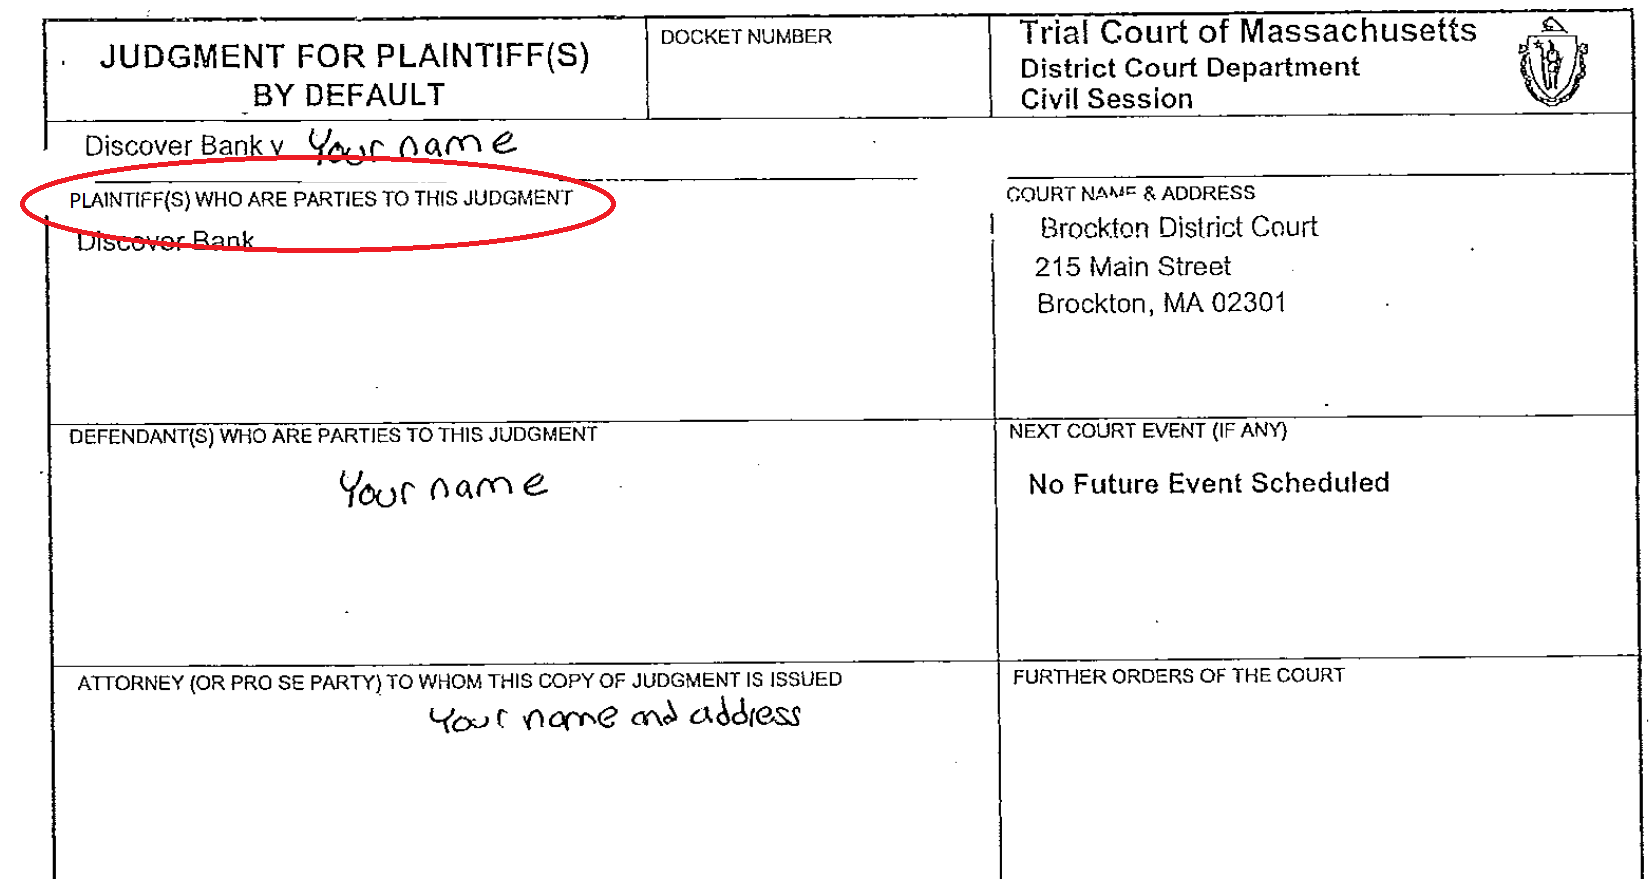 JUDGMENT FOR PLAINTIFF(S)
BY DEFAULT
DOCKET NUMBER
Trial Court of Massachusetts
District Court Department
Civil Session
Discover Bank v Your name
PLAINTIFF(S) WHO ARE PARTIES TO THIS JUDGMENT
Discover Bank
COURT NAME & ADDRESS
Brockton District Court
215 Main Street
Brockton, MA 02301
DEFENDANT(S) WHO ARE PARTIES TO THIS JUDGMENT
Your name
NEXT COURT EVENT (IF ANY)
No Future Event Scheduled
ATTORNEY (OR PRO SE PARTY) TO WHOM THIS COPY OF JUDGMENT IS ISSUED
Your name and address
FURTHER ORDERS OF THE COURT